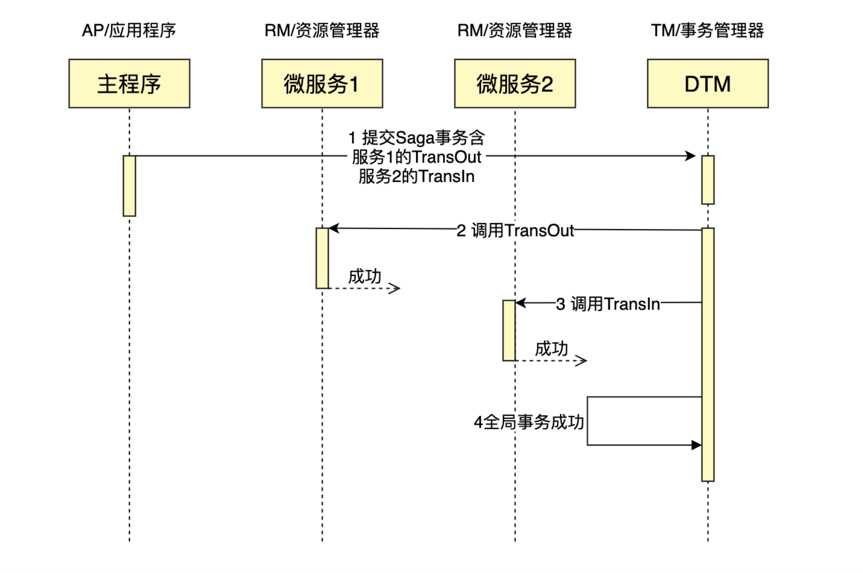 AP/应用程序
RM/资源管理器
RM/资源管理器
TM/事务管理器
主程序
微服务1
微服务2
DTM
1 提交Saga事务含
服务1的TransOut
服务2的TransIn
2 调用TransOut
成功
3 调用TransIn
成功
4全局事务成功